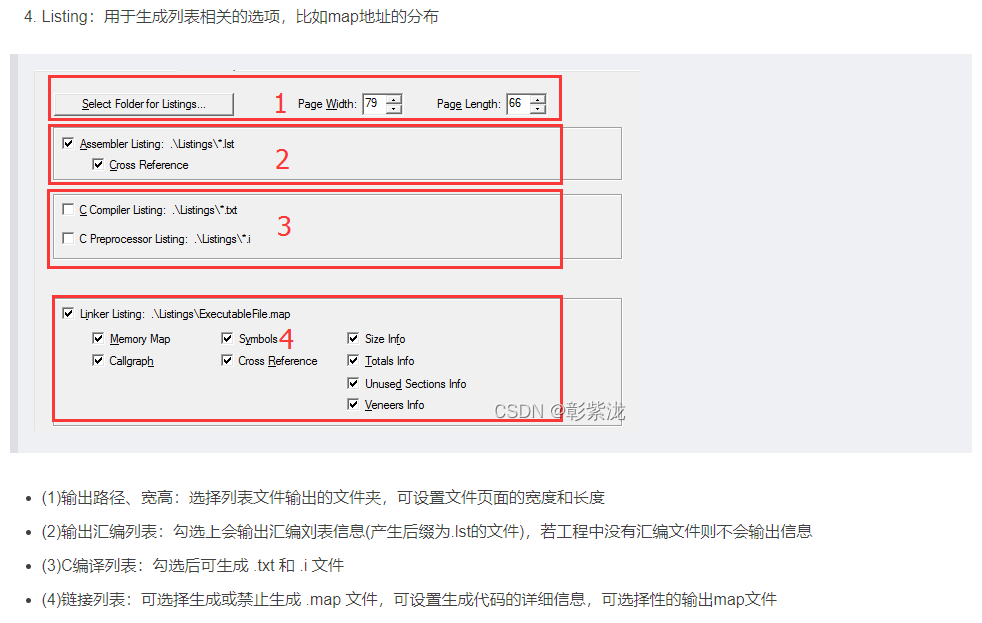 4. Listing：用于生成列表相关的选项，比如map地址的分布
Select Folder for Listings... 1 Page Width: 79 Page Length: 66
Assembler Listing: .\Listings\*.lst
Cross Reference 2
C Compiler Listing: .\Listings\*.txt
3
C Preprocessor Listing: .\Listings\*.i
Linker Listing: .\Listings\ExecutableFile.map
Memory Map Symbols 4 Size Info
Callgraph Cross Reference Totals Info
Unused Sections Info
Veneers Info
CSDN @彰紫泷
(1)输出路径、宽高：选择列表文件输出的文件夹，可设置文件页面的宽度和长度
(2)输出汇编列表：勾选上会输出汇编刘表信息(产生后缀为.lst的文件)，若工程中没有汇编文件则不会输出信息
(3)C编译列表：勾选后可生成 .txt 和 .i 文件
(4)链接列表：可选择生成或禁止生成 .map 文件，可设置生成代码的详细信息，可选择性的输出map文件